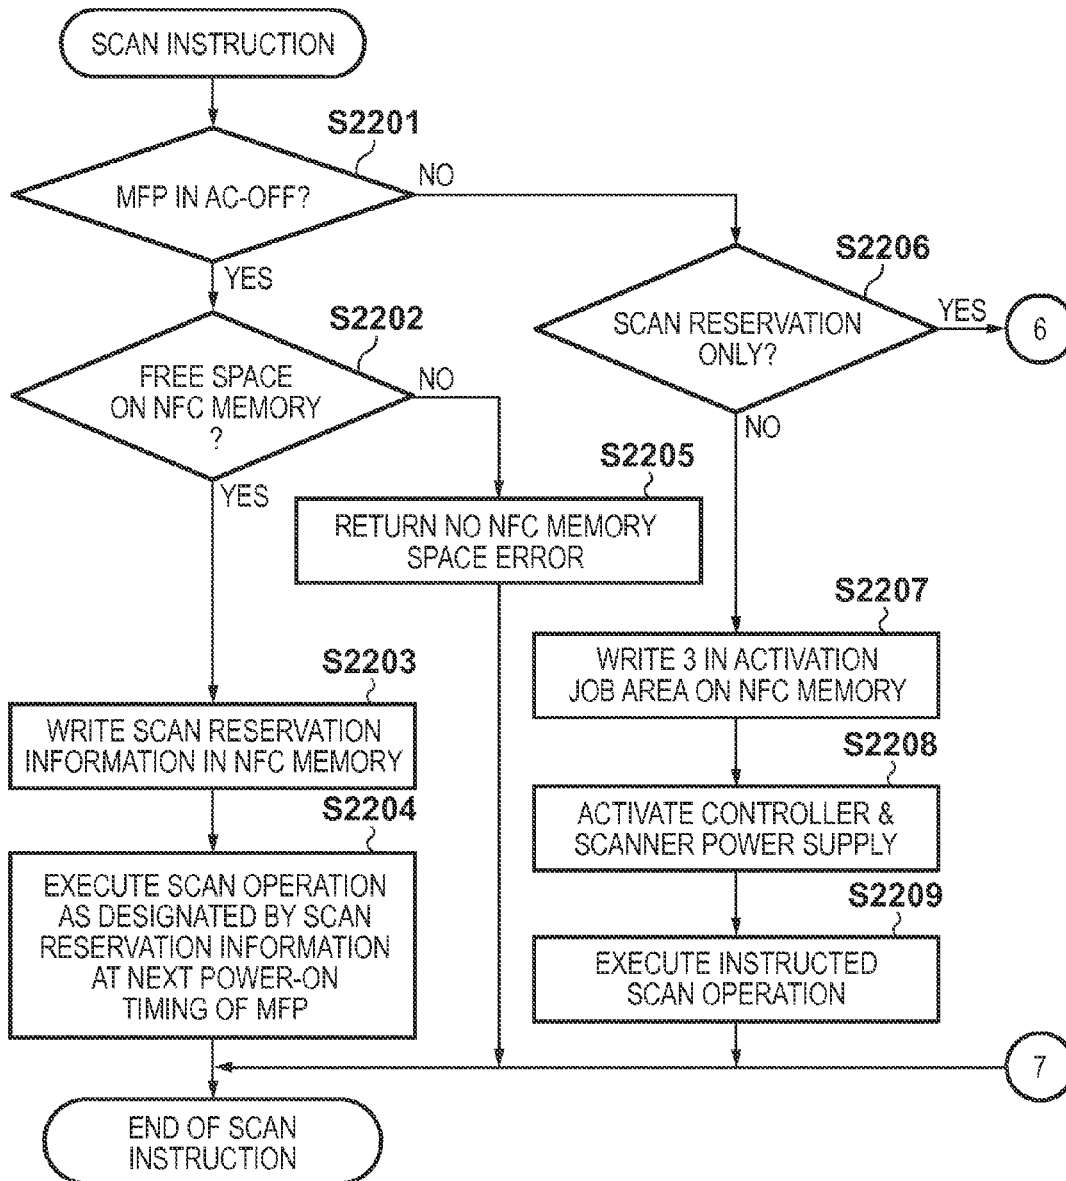 SCAN INSTRUCTION
S2201
MFP IN AC-OFF?
NO
YES
S2206
SCAN RESERVATION
ONLY?
YES
6
NO
S2202
FREE SPACE
ON NFC MEMORY
?
NO
YES
S2205
RETURN NO NFC MEMORY
SPACE ERROR
S2207
WRITE 3 IN ACTIVATION
JOB AREA ON NFC MEMORY
S2203
WRITE SCAN RESERVATION
INFORMATION IN NFC MEMORY
S2208
ACTIVATE CONTROLLER &
SCANNER POWER SUPPLY
S2204
EXECUTE SCAN OPERATION
AS DESIGNATED BY SCAN
RESERVATION INFORMATION
AT NEXT POWER-ON
TIMING OF MFP
S2209
EXECUTE INSTRUCTED
SCAN OPERATION
7
END OF SCAN
INSTRUCTION